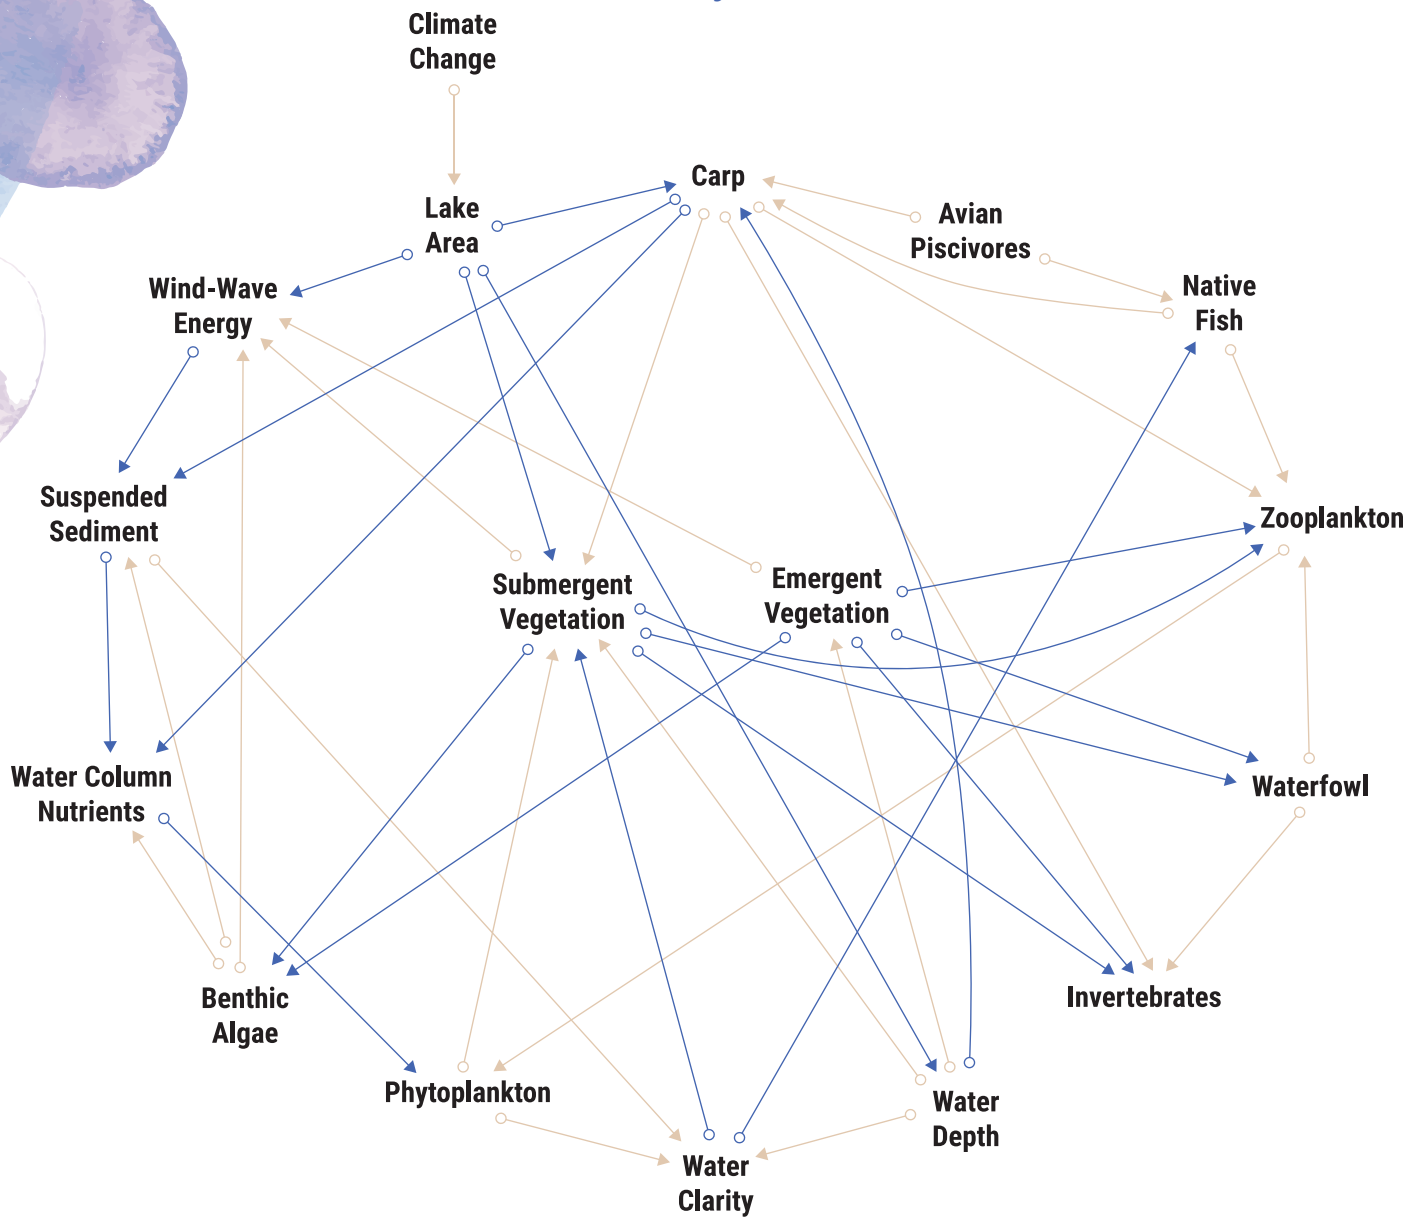 Climate
Change
Carp
Lake
Area
Avian
Piscivores
Wind-Wave
Energy
Native
Fish
Suspended
Sediment
Zooplankton
Submergent
Vegetation
Emergent
Vegetation
Water Column
Nutrients
Waterfowl
Benthic
Algae
Invertebrates
Phytoplankton
Water
Depth
Water
Clarity